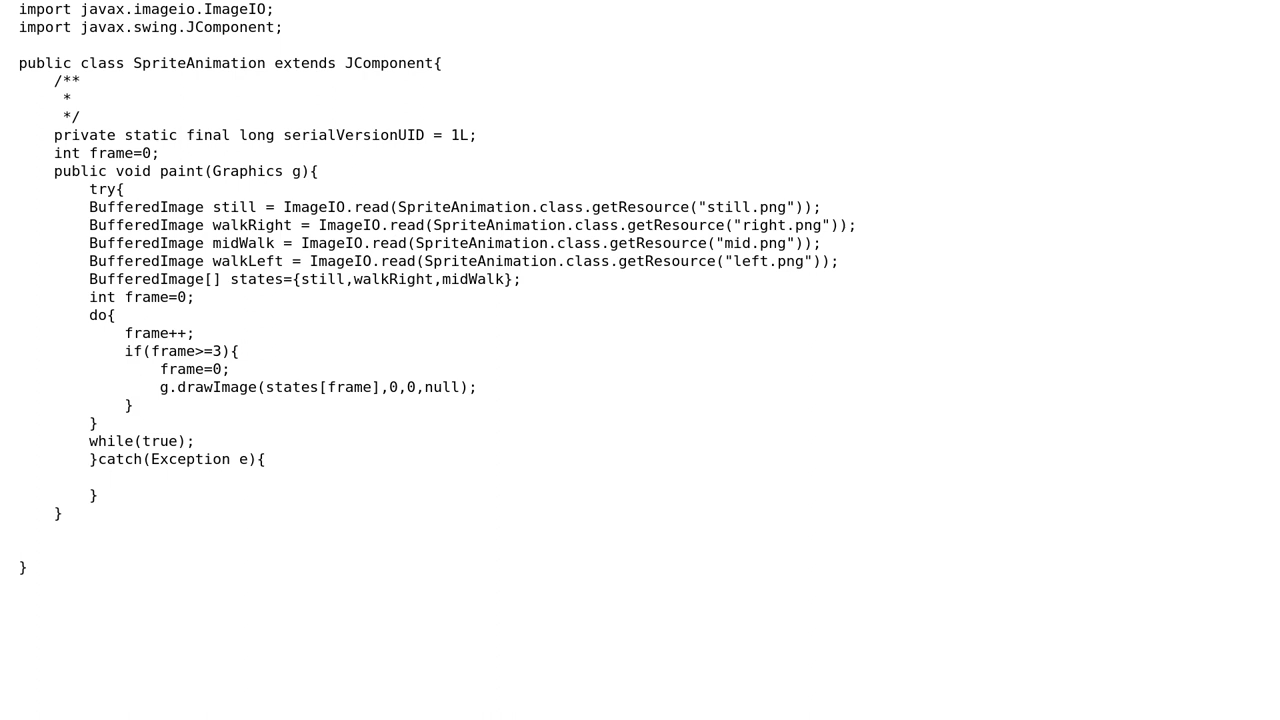 import javax.imageio.ImageIO;
import javax.swing.JComponent;

public class SpriteAnimation extends JComponent{
    /**
     *
     */
    private static final long serialVersionUID = 1L;
    int frame=0;
    public void paint(Graphics g){
        try{
        BufferedImage still = ImageIO.read(SpriteAnimation.class.getResource("still.png"));
        BufferedImage walkRight = ImageIO.read(SpriteAnimation.class.getResource("right.png"));
        BufferedImage midWalk = ImageIO.read(SpriteAnimation.class.getResource("mid.png"));
        BufferedImage walkLeft = ImageIO.read(SpriteAnimation.class.getResource("left.png"));
        BufferedImage[] states={still,walkRight,midWalk};
        int frame=0;
        do{
            frame++;
            if(frame>=3){
                frame=0;
                g.drawImage(states[frame],0,0,null);
            }
        }
        while(true);
        }catch(Exception e){

        }
    }


}